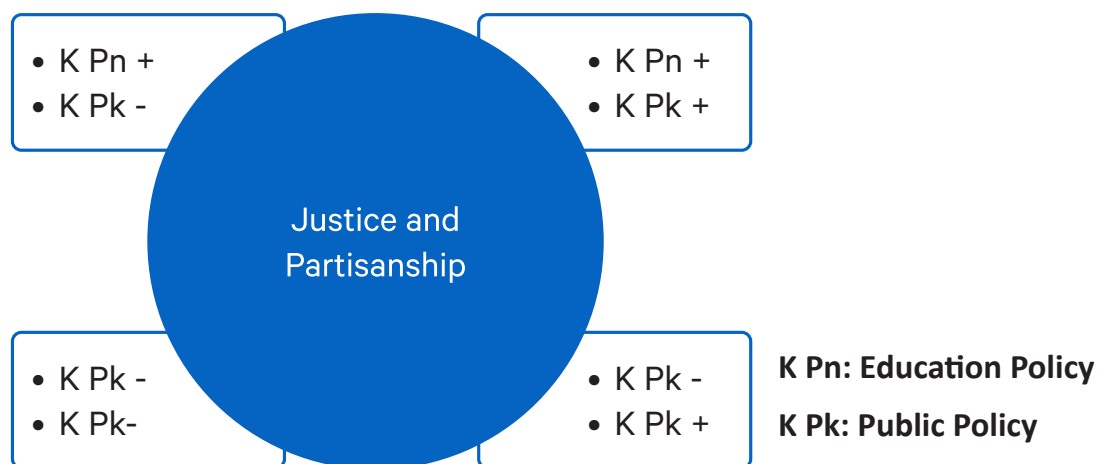 • K Pn +
• K Pk -
• K Pn +
• K Pk +
Justice and
Partisanship
• K Pk -
• K Pk-
• K Pk -
• K Pk +
K Pn: Education Policy
K Pk: Public Policy